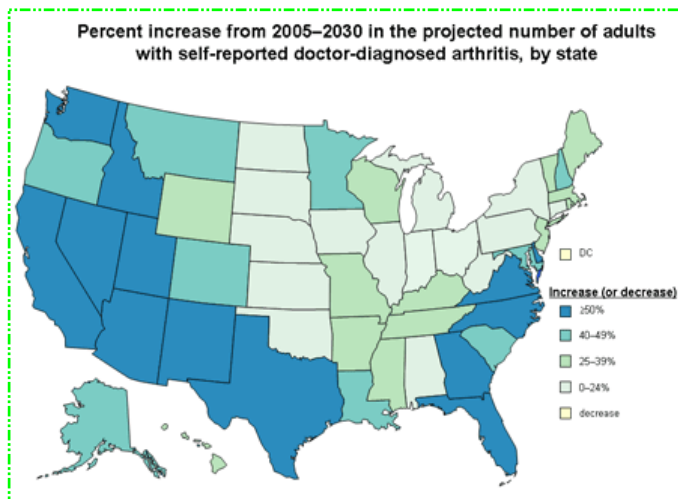 Percent increase from 2005–2030 in the projected number of adults
with self-reported doctor-diagnosed arthritis, by state
DC
Increase (or decrease)
≥50%
40–49%
25–39%
0–24%
decrease